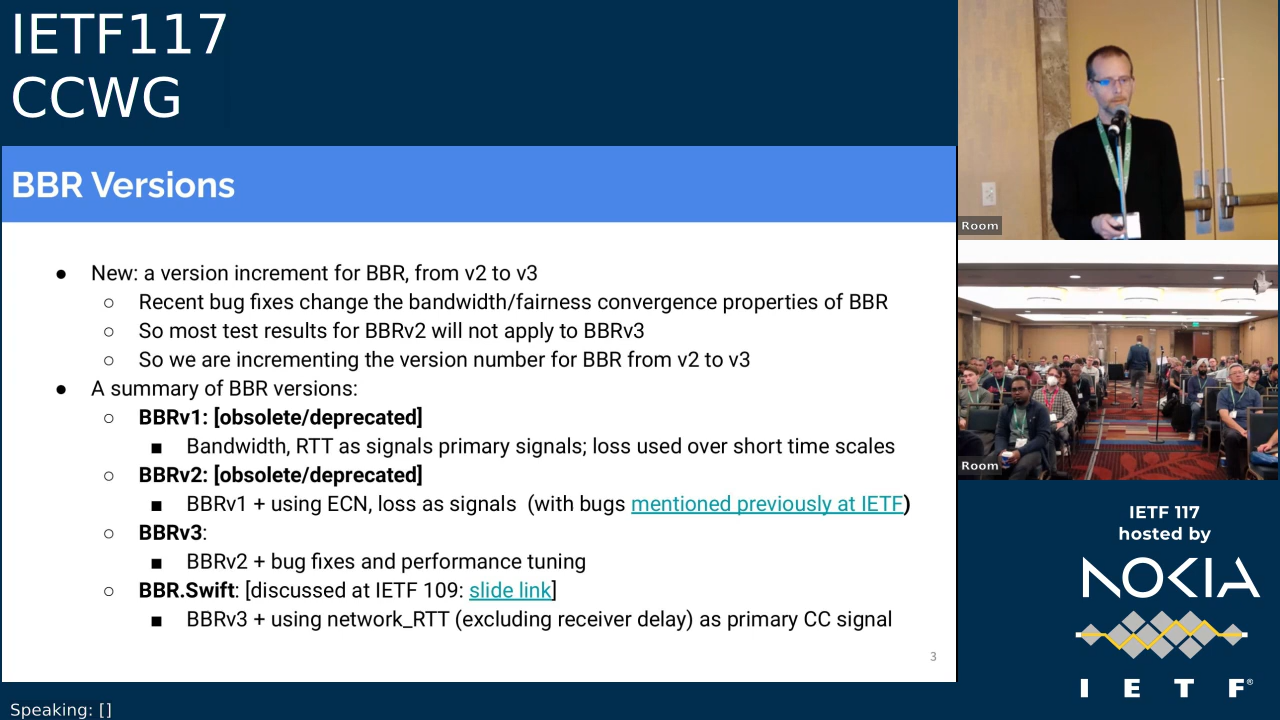 IETF117
CCWG
BBR Versions
● New: a version increment for BBR, from v2 to v3
○ Recent bug fixes change the bandwidth/fairness convergence properties of BBR
○ So most test results for BBRv2 will not apply to BBRv3
○ So we are incrementing the version number for BBR from v2 to v3
● A summary of BBR versions:
○ BBRv1: [obsolete/deprecated]
■ Bandwidth, RTT as signals primary signals; loss used over short time scales
○ BBRv2: [obsolete/deprecated]
■ BBRv1 + using ECN, loss as signals (with bugs mentioned previously at IETF)
○ BBRv3:
■ BBRv2 + bug fixes and performance tuning
○ BBR.Swift: [discussed at IETF 109: slide link]
■ BBRv3 + using network_RTT (excluding receiver delay) as primary CC signal
3
Speaking: []
Room
Room
IETF 117
hosted by
NOKIA
I E T F®